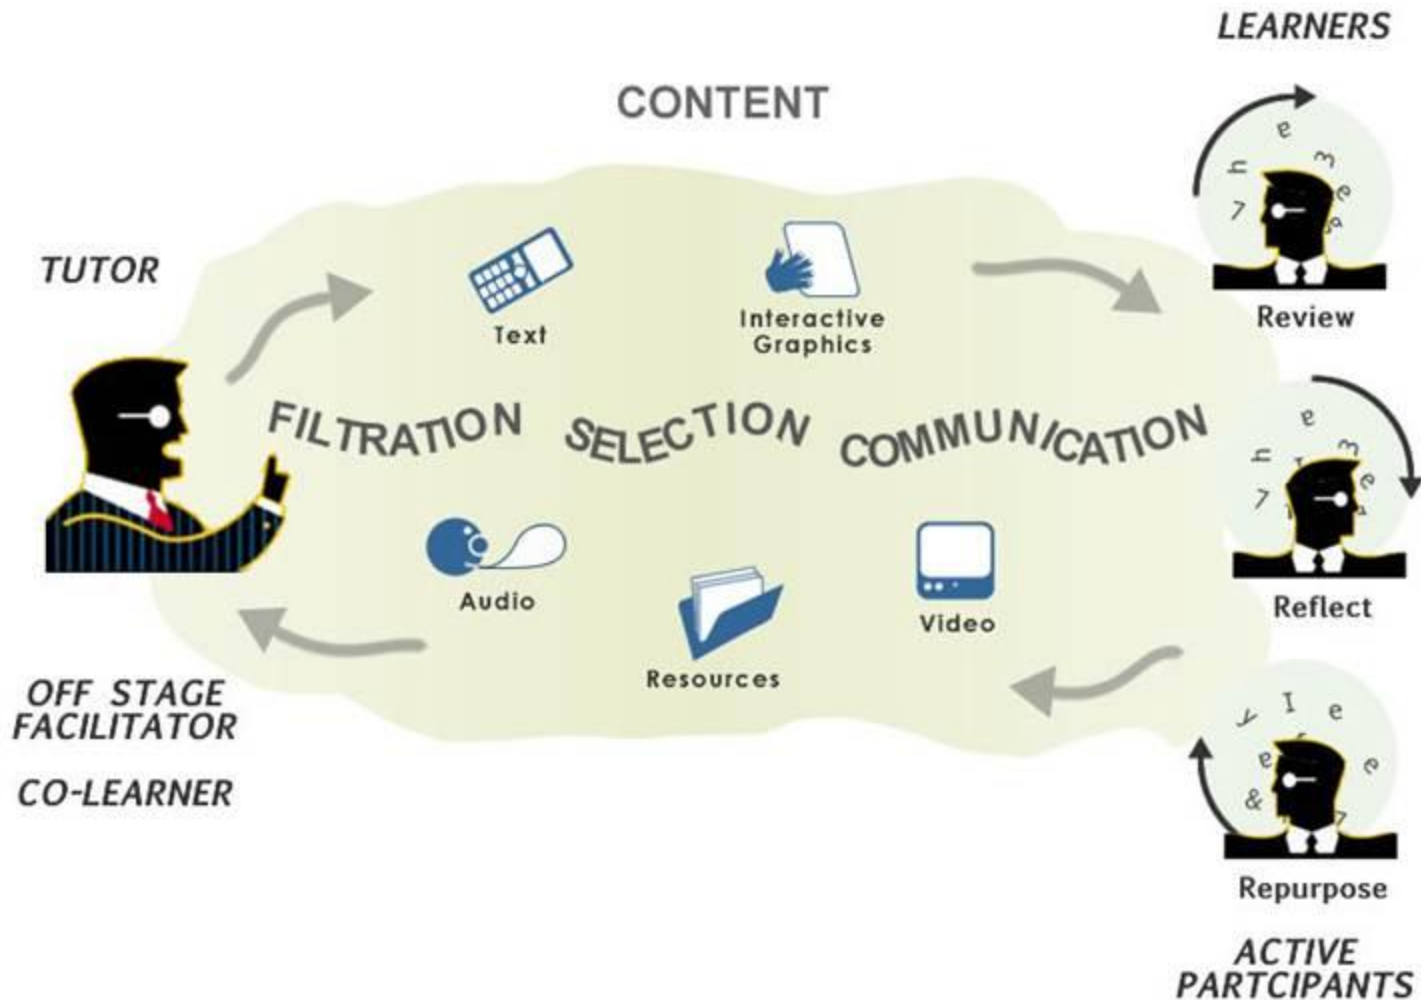 LEARNERS
CONTENT
TUTOR
Text
Interactive
Graphics
Review
FILTRATION SELECTION COMMUNICATION
Audio
Resources
Video
Reflect
OFF STAGE
FACILITATOR
CO-LEARNER
Repurpose
ACTIVE
PARTCIPANTS